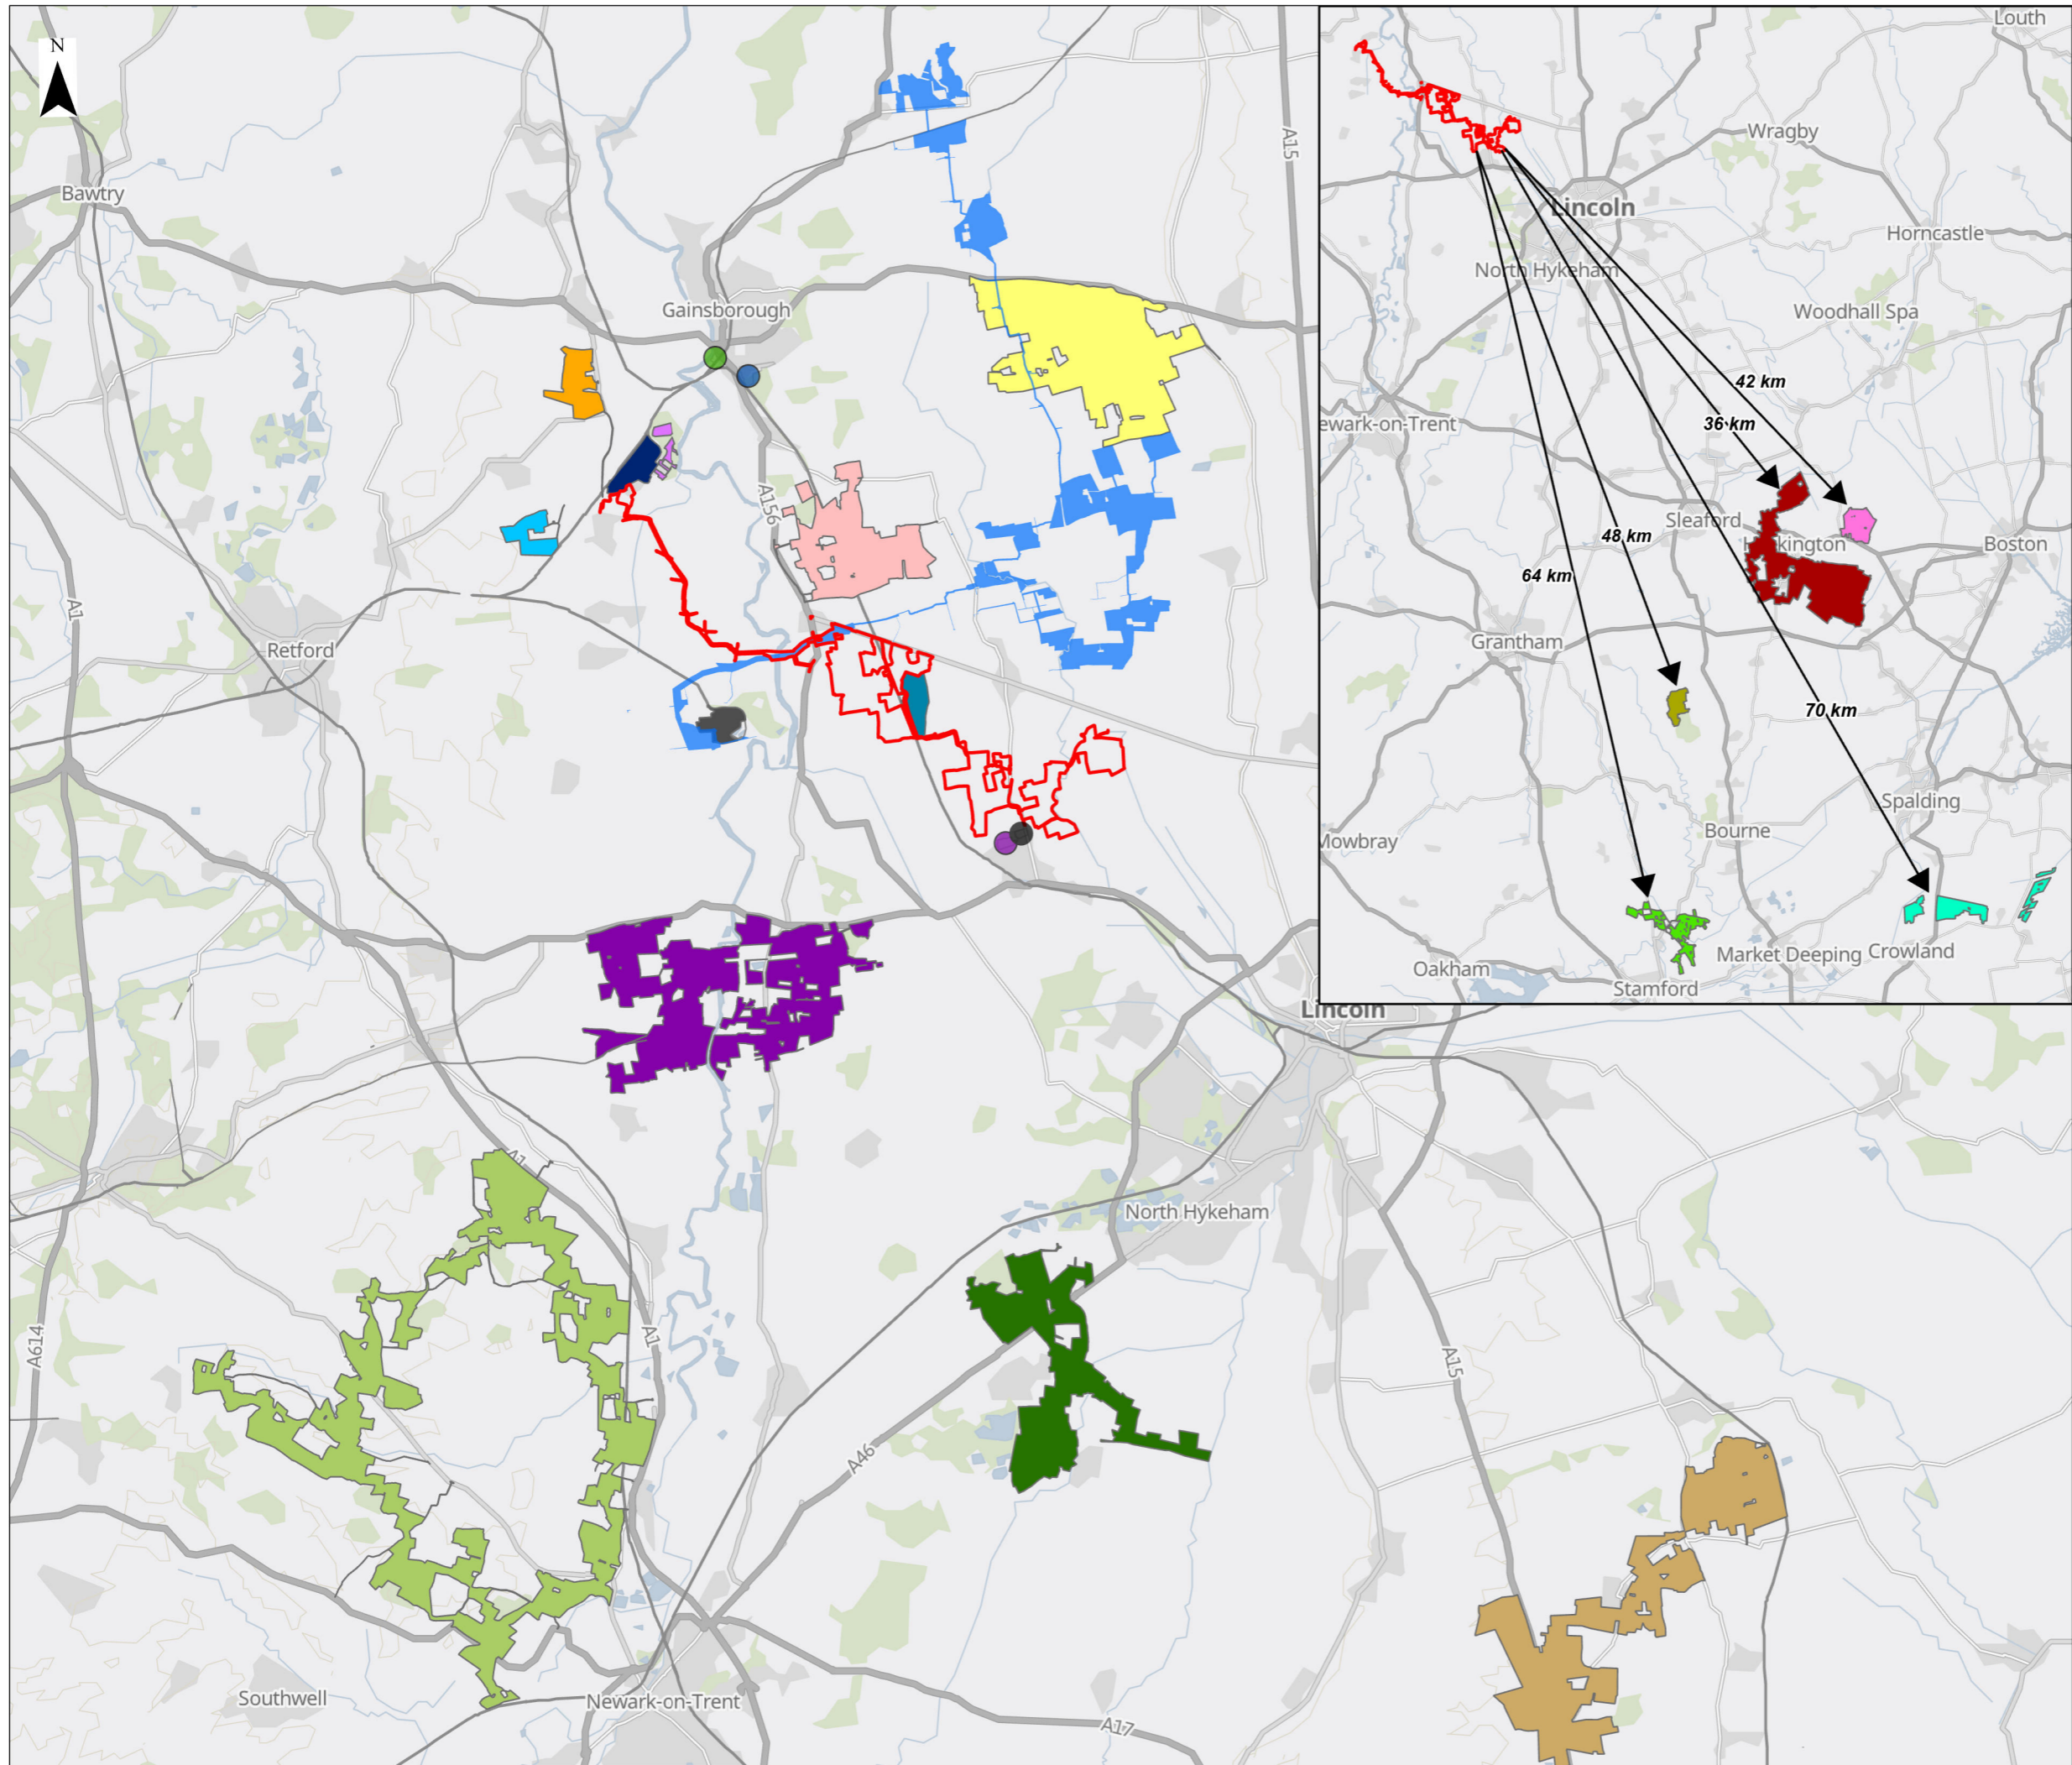 N
Bawtry
Gainsborough
A15
A156
A1
Retford
Lincoln
A1
North Hykeham
A614
A1
A15
A46
Southwell
Newark-on-Trent
A17
Louth
Wragby
Lincoln
Horncastle
North Hykeham
Woodhall Spa
42 km
36 km
ewark-on-Trent
Sleaford
48 km
kington
Boston
64 km
Grantham
70 km
Spalding
Bourne
Mowbray
Market Deeping
Crowland
Oakham
Stamford